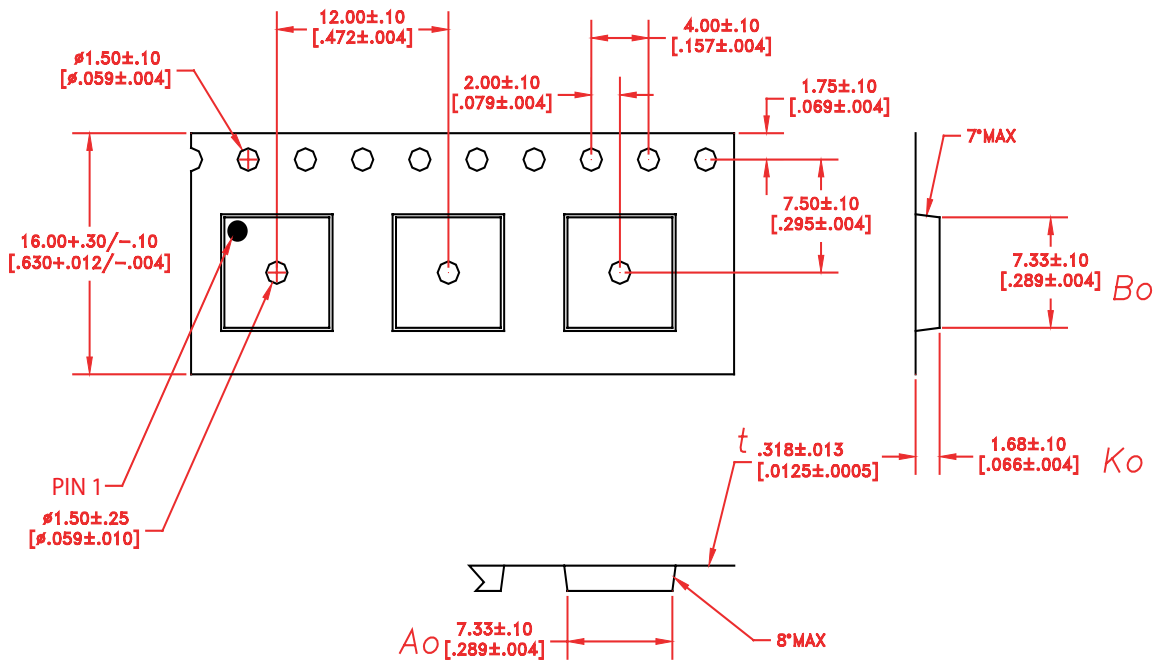 12.00±.10
[.472±.004]
4.00±.10
[.157±.004]
ø1.50±.10
[ø.059±.004]
2.00±.10
[.079±.004]
1.75±.10
[.069±.004]
7°MAX
7.50±.10
[.295±.004]
16.00+.30/-.10
[.630+.012/-.004]
7.33±.10
[.289±.004]
Bo
t
.318±.013
[.0125±.0005]
1.68±.10
[.066±.004]
Ko
PIN 1
ø1.50±.25
[ø.059±.010]
Ao
7.33±.10
[.289±.004]
8°MAX